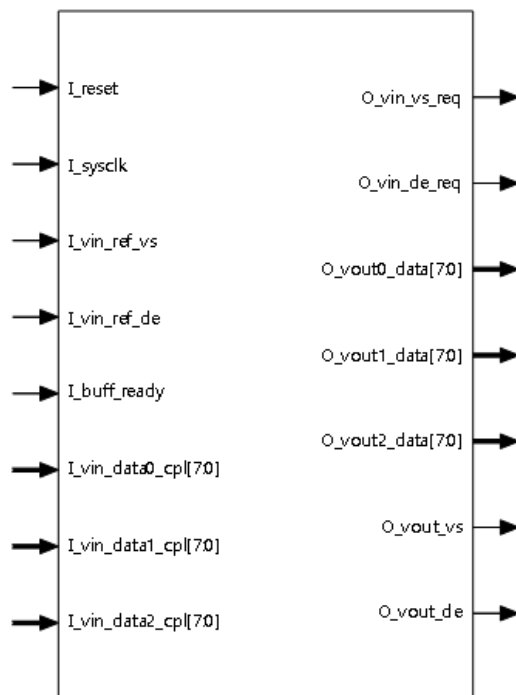 I_reset
I_sysclk
I_vin_ref_vs
I_vin_ref_de
I_buff_ready
I_vin_data0_cpl[7:0]
I_vin_data1_cpl[7:0]
I_vin_data2_cpl[7:0]
O_vin_vs_req
O_vin_de_req
O_vout0_data[7:0]
O_vout1_data[7:0]
O_vout2_data[7:0]
O_vout_vs
O_vout_de